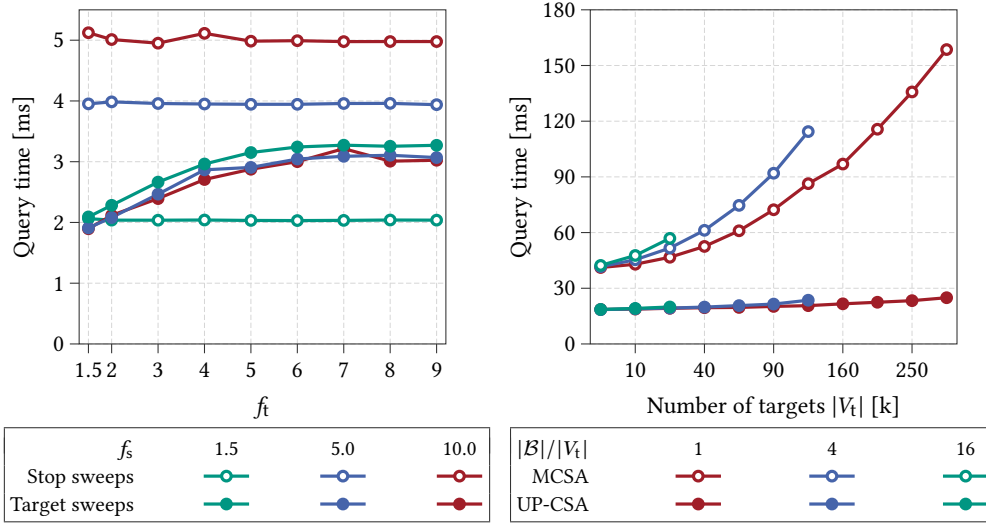 5
4
3
2
1
0
Query time [ms]
1.5 2 3 4 5 6 7 8 9
f_t
f_s 1.5 5.0 10.0
Stop sweeps
Target sweeps
180
150
120
90
60
30
0
Query time [ms]
10 40 90 160 250
Number of targets |V_t| [k]
|ℬ|/|V_t| 1 4 16
MCSA
UP-CSA